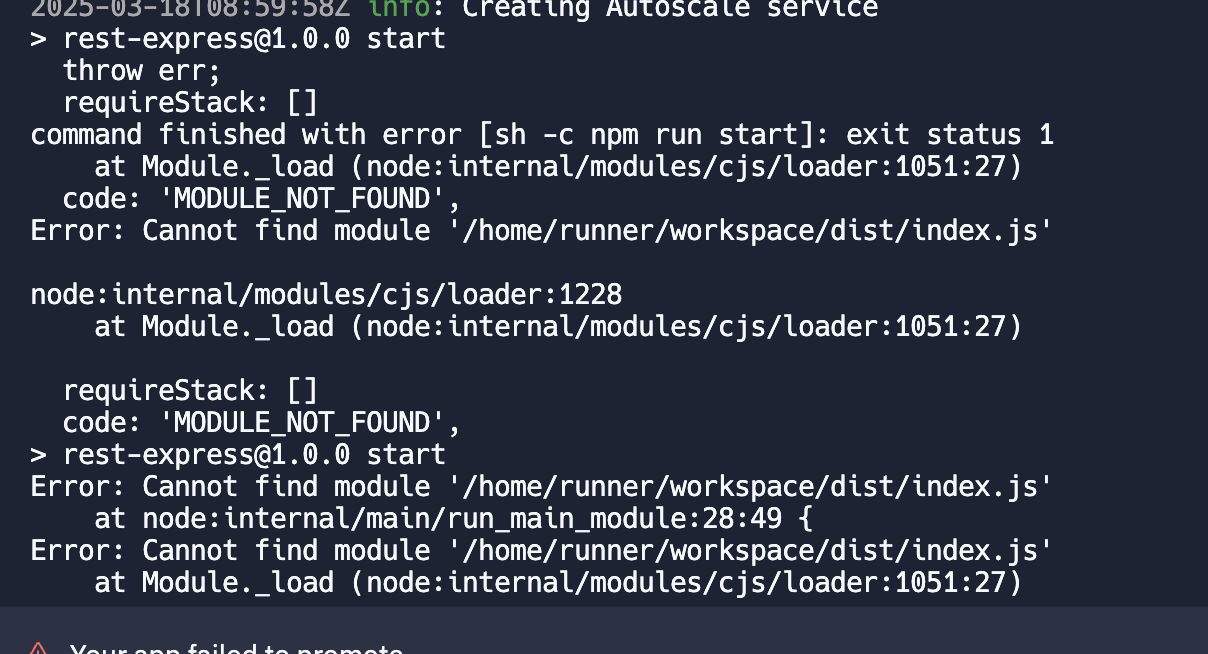 2025-03-18T08:59:58Z info: Creating Autoscale service
> rest-express@1.0.0 start
  throw err;
  requireStack: []
command finished with error [sh -c npm run start]: exit status 1
    at Module._load (node:internal/modules/cjs/loader:1051:27)
  code: 'MODULE_NOT_FOUND',
Error: Cannot find module '/home/runner/workspace/dist/index.js'

node:internal/modules/cjs/loader:1228
    at Module._load (node:internal/modules/cjs/loader:1051:27)

  requireStack: []
  code: 'MODULE_NOT_FOUND',
> rest-express@1.0.0 start
Error: Cannot find module '/home/runner/workspace/dist/index.js'
    at node:internal/main/run_main_module:28:49 {
Error: Cannot find module '/home/runner/workspace/dist/index.js'
    at Module._load (node:internal/modules/cjs/loader:1051:27)
Your app failed to promote